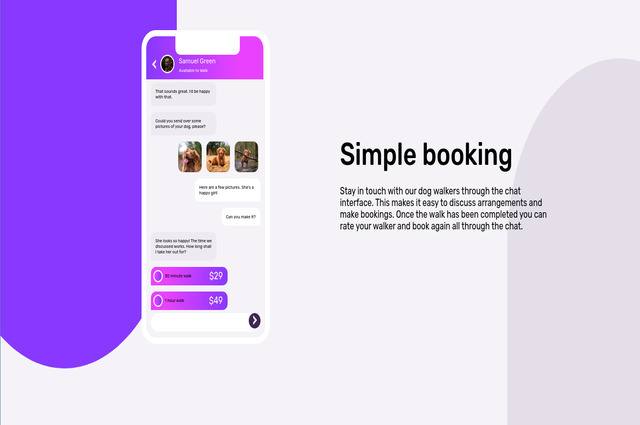 Samuel Green
Available to Walk
That sounds great. I'd be happy
with that.
Could you send over some
pictures of your dog, please?
Here are a few pictures. She's a
happy girl!
Can you make it?
She looks so happy! The time we
discussed works. How long shall
I take her out for?
30 minute walk $29
1 hour walk $49
Simple booking
Stay in touch with our dog walkers through the chat
interface. This makes it easy to discuss arrangements and
make bookings. Once the walk has been completed you can
rate your walker and book again all through the chat.